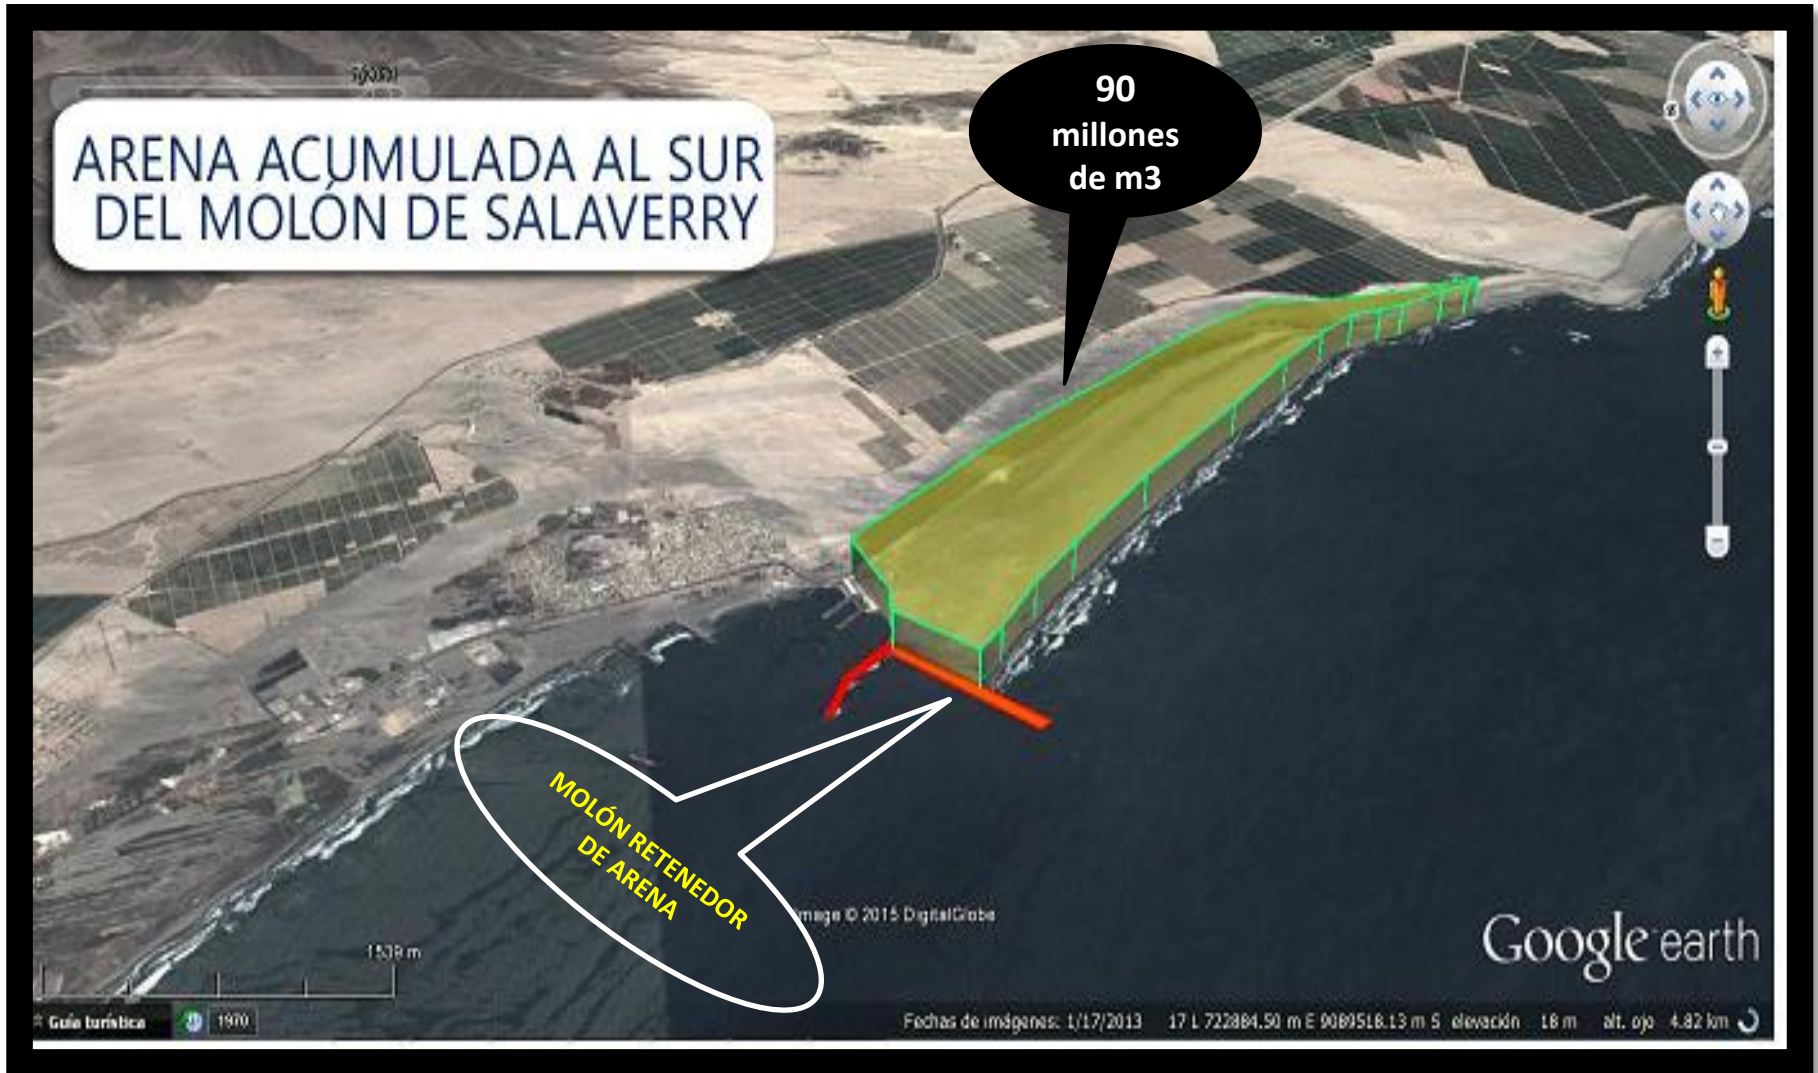 ARENA ACUMULADA AL SUR
DEL MOLÓN DE SALAVERRY
90
millones
de m3
MOLÓN RETENEDOR
DE ARENA
Image © 2015 DigitalGlobe
Google earth
1539 m
Guía turística
1970
Fechas de imágenes: 1/17/2013 17 L 722884.50 m E 9089518.13 m S elevación 18 m alt. ojo 4.82 km